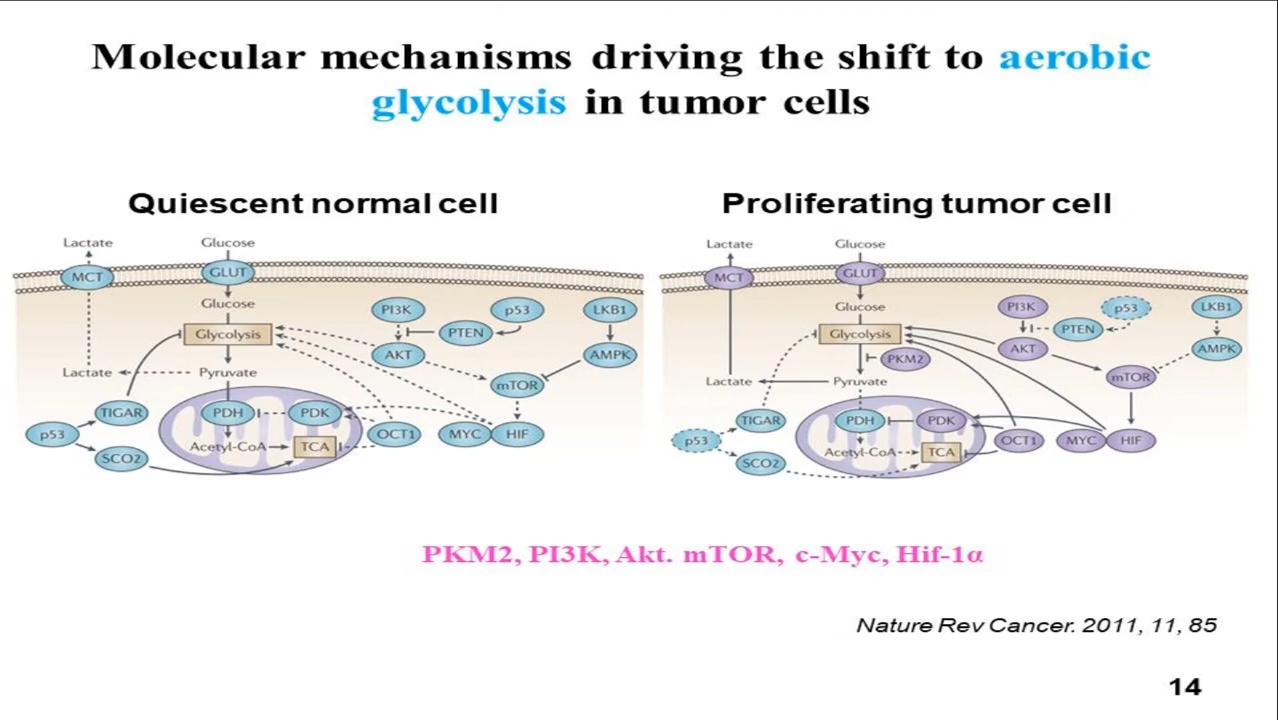 Molecular mechanisms driving the shift to aerobic
glycolysis in tumor cells
Quiescent normal cell
Lactate
Glucose
MCT
GLUT
Glucose
PI3K
p53
LKB1
Glycolysis
PTEN
AKT
AMPK
Lactate
Pyruvate
mTOR
TIGAR
PDH
PDK
p53
OCT1
MYC
HIF
Acetyl-CoA
TCA
SCO2
Proliferating tumor cell
Lactate
Glucose
MCT
GLUT
Glucose
PI3K
p53
LKB1
Glycolysis
PTEN
AKT
AMPK
PKM2
Lactate
Pyruvate
mTOR
TIGAR
PDH
PDK
p53
OCT1
MYC
HIF
Acetyl-CoA
TCA
SCO2
PKM2, PI3K, Akt. mTOR, c-Myc, Hif-1α
Nature Rev Cancer. 2011, 11, 85
14